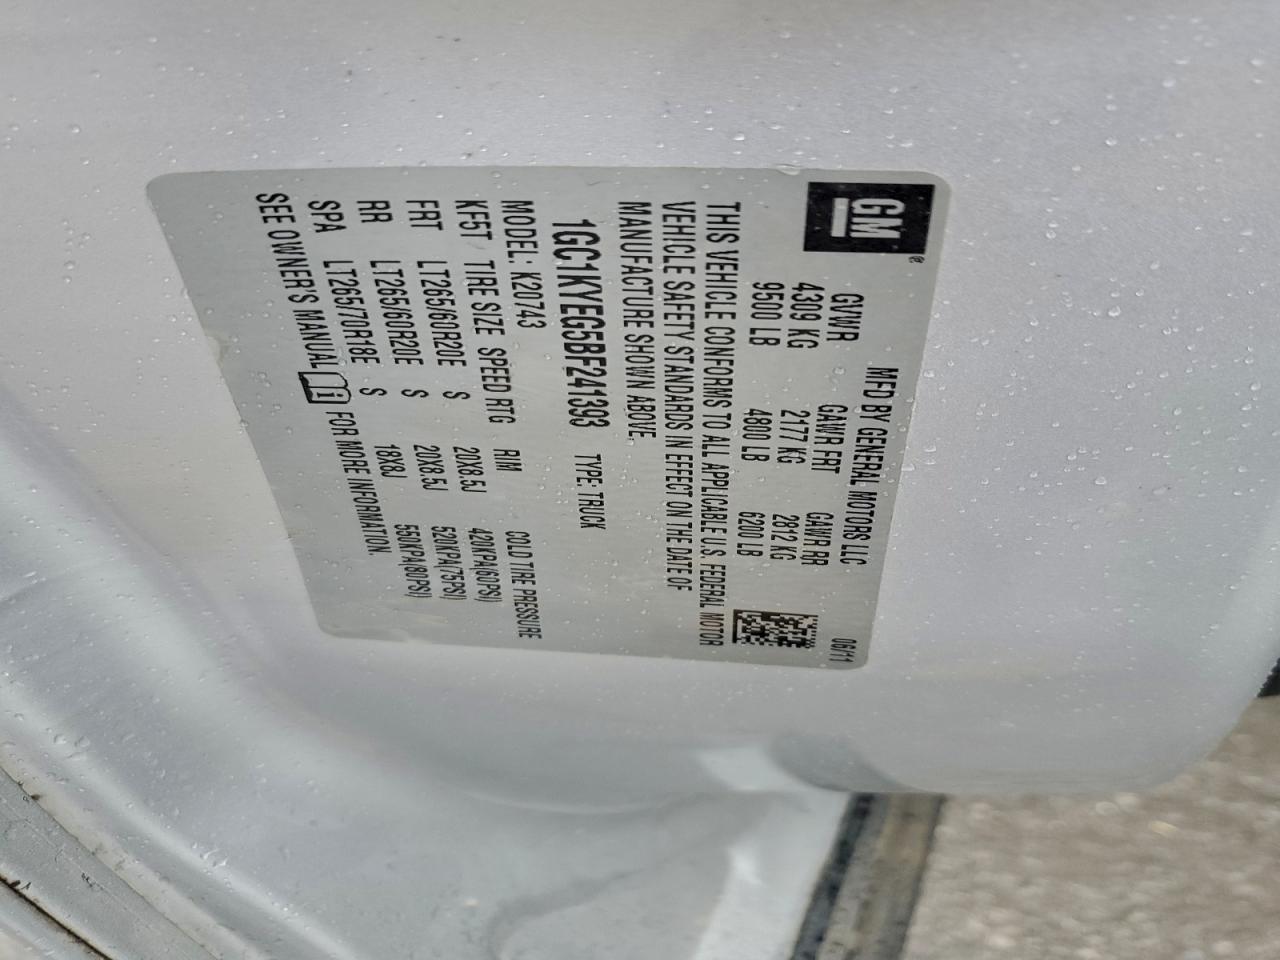 GM
®
MFD BY GENERAL MOTORS LLC 06/11
GVWR GAWR FRT GAWR RR
4309 KG 2177 KG 2812 KG
9500 LB 4800 LB 6200 LB
THIS VEHICLE CONFORMS TO ALL APPLICABLE U.S. FEDERAL MOTOR
VEHICLE SAFETY STANDARDS IN EFFECT ON THE DATE OF
MANUFACTURE SHOWN ABOVE.
1GC1KYEG5BF241393 TYPE: TRUCK
MODEL: K20743
KF5T TIRE SIZE SPEED RTG RIM COLD TIRE PRESSURE
FRT LT265/60R20E S 20X8.5J 420KPA(60PSI)
RR LT265/60R20E S 20X8.5J 520KPA(75PSI)
SPA LT265/70R18E S 18X8J 550KPA(80PSI)
SEE OWNER'S MANUAL i FOR MORE INFORMATION.